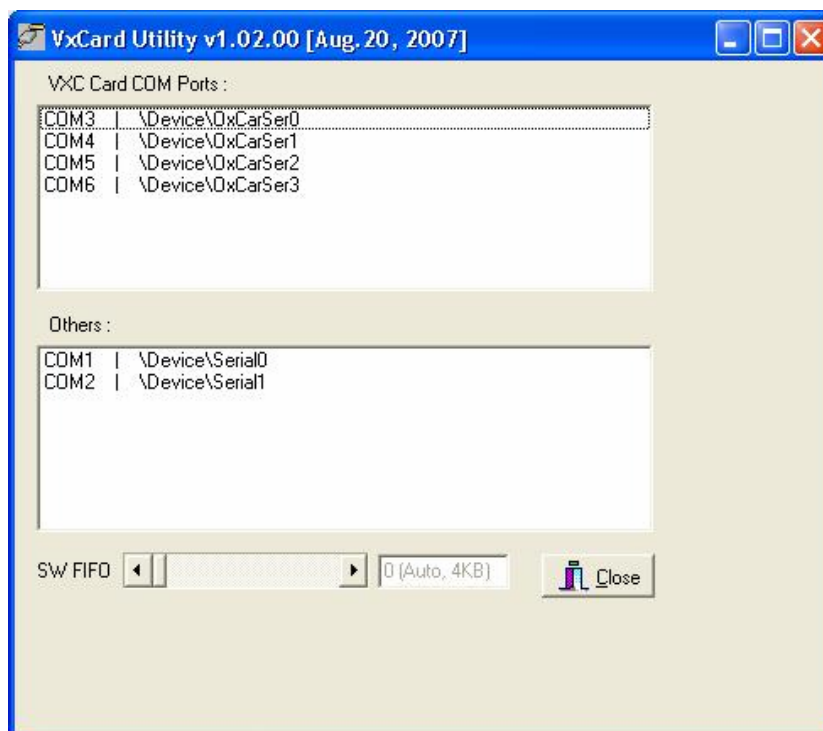 VxCard Utility v1.02.00 [Aug.20, 2007]
VXC Card COM Ports :
COM3 | \Device\OxCarSer0
COM4 | \Device\OxCarSer1
COM5 | \Device\OxCarSer2
COM6 | \Device\OxCarSer3
Others :
COM1 | \Device\Serial0
COM2 | \Device\Serial1
SW FIFO 0 (Auto, 4KB) Close